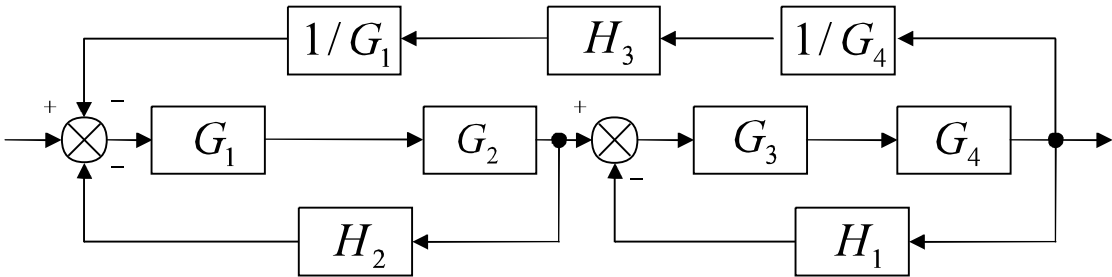 1/G₁ H₃ 1/G₄
+ − +
G₁ G₂ G₃ G₄
− −
H₂ H₁